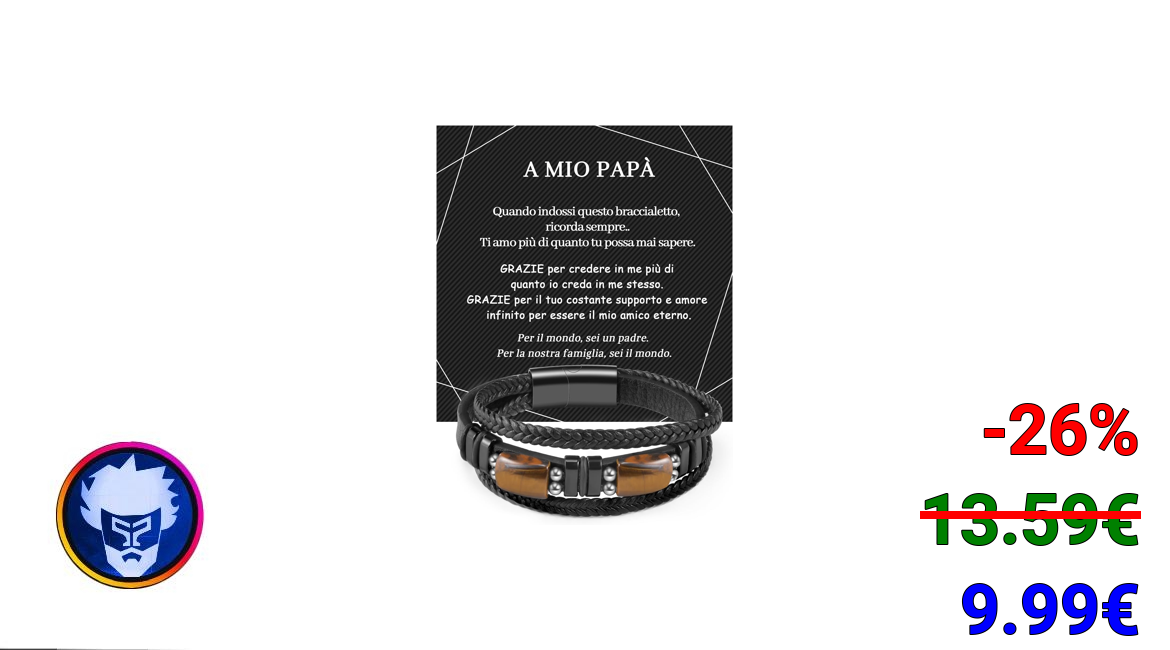 A MIO PAPÀ
Quando indossi questo braccialetto,
ricorda sempre..
Ti amo più di quanto tu possa mai sapere.
GRAZIE per credere in me più di
quanto io creda in me stesso.
GRAZIE per il tuo costante supporto e amore
infinito per essere il mio amico eterno.
Per il mondo, sei un padre.
Per la nostra famiglia, sei il mondo.
-26%
13.59€
9.99€